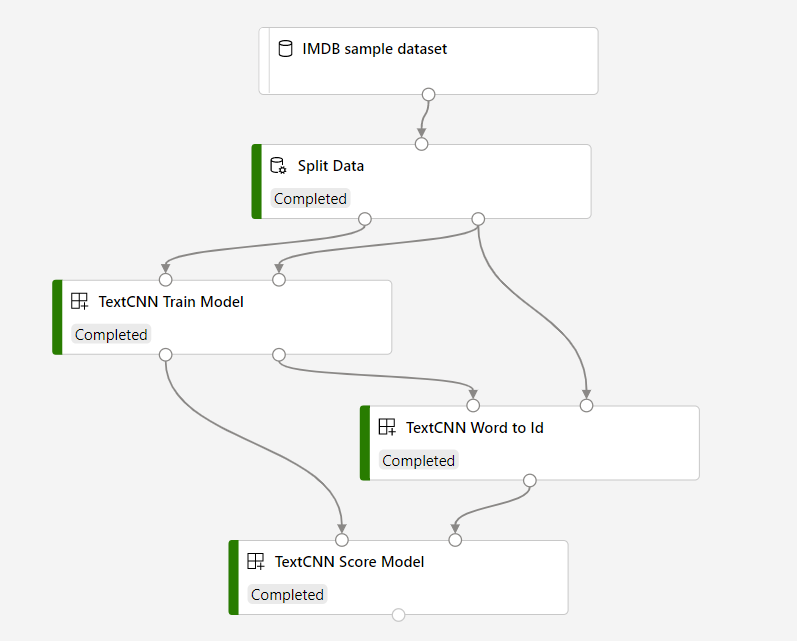 IMDB sample dataset
Split Data
Completed
TextCNN Train Model
Completed
TextCNN Word to Id
Completed
TextCNN Score Model
Completed